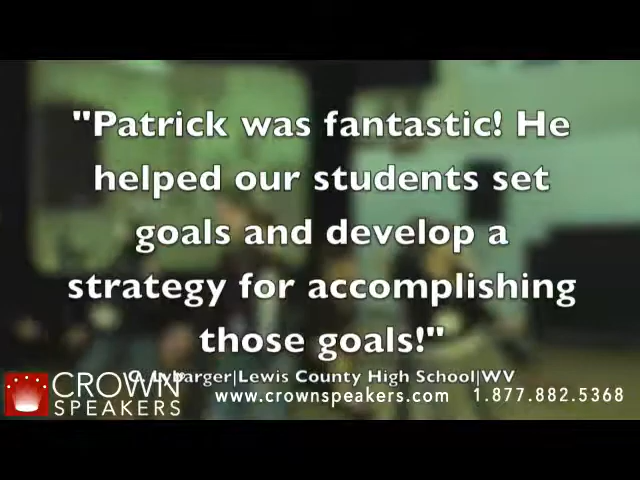 "Patrick was fantastic! He
helped our students set
goals and develop a
strategy for accomplishing
those goals!"
Lybarger|Lewis County High School|WV
CROWN
SPEAKERS
www.crownspeakers.com 1.877.882.5368